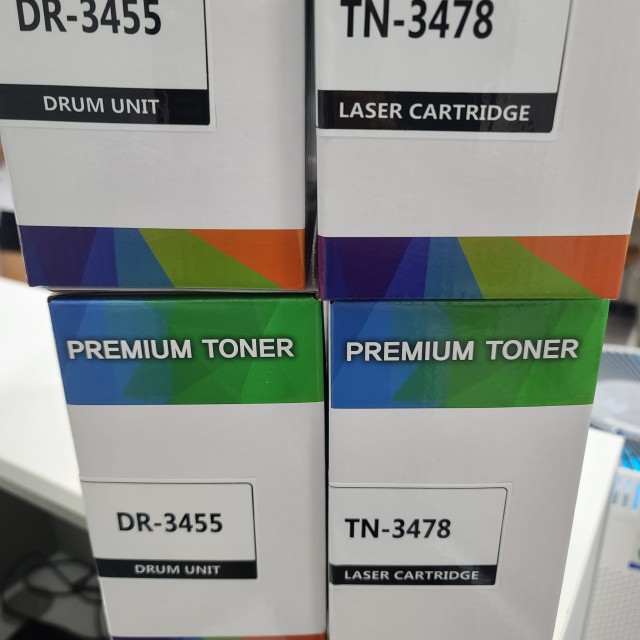 DR-3455
DRUM UNIT
TN-3478
LASER CARTRIDGE
PREMIUM TONER
DR-3455
DRUM UNIT
PREMIUM TONER
TN-3478
LASER CARTRIDGE